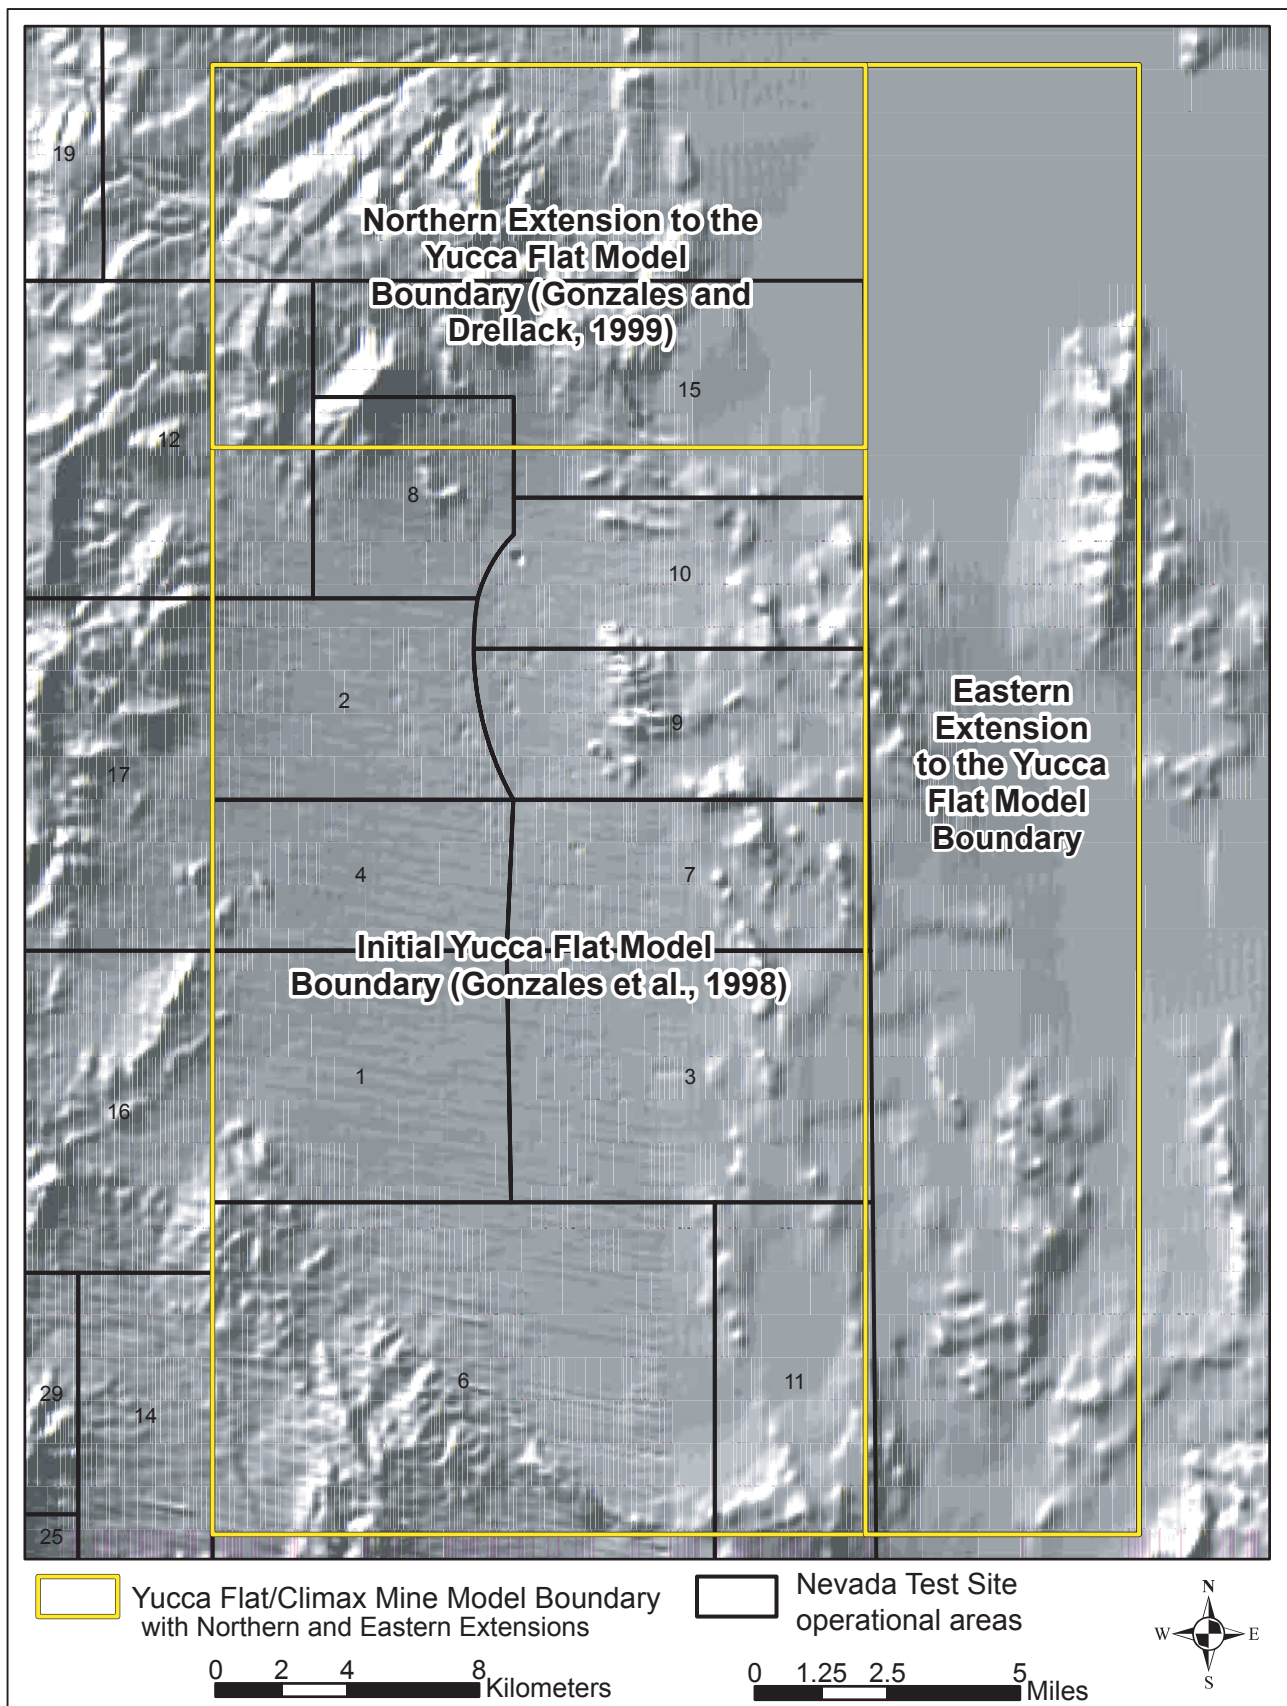 19
Northern Extension to the
Yucca Flat Model
Boundary (Gonzales and
Drellack, 1999)
15
12
8
10
2
9
Eastern
Extension
to the Yucca
Flat Model
Boundary
17
4
7
Initial Yucca Flat Model
Boundary (Gonzales et al., 1998)
1
3
16
6
11
29
14
25
Yucca Flat/Climax Mine Model Boundary
with Northern and Eastern Extensions
Nevada Test Site
operational areas
N
W E
S
0 2 4 8
Kilometers
0 1.25 2.5 5
Miles